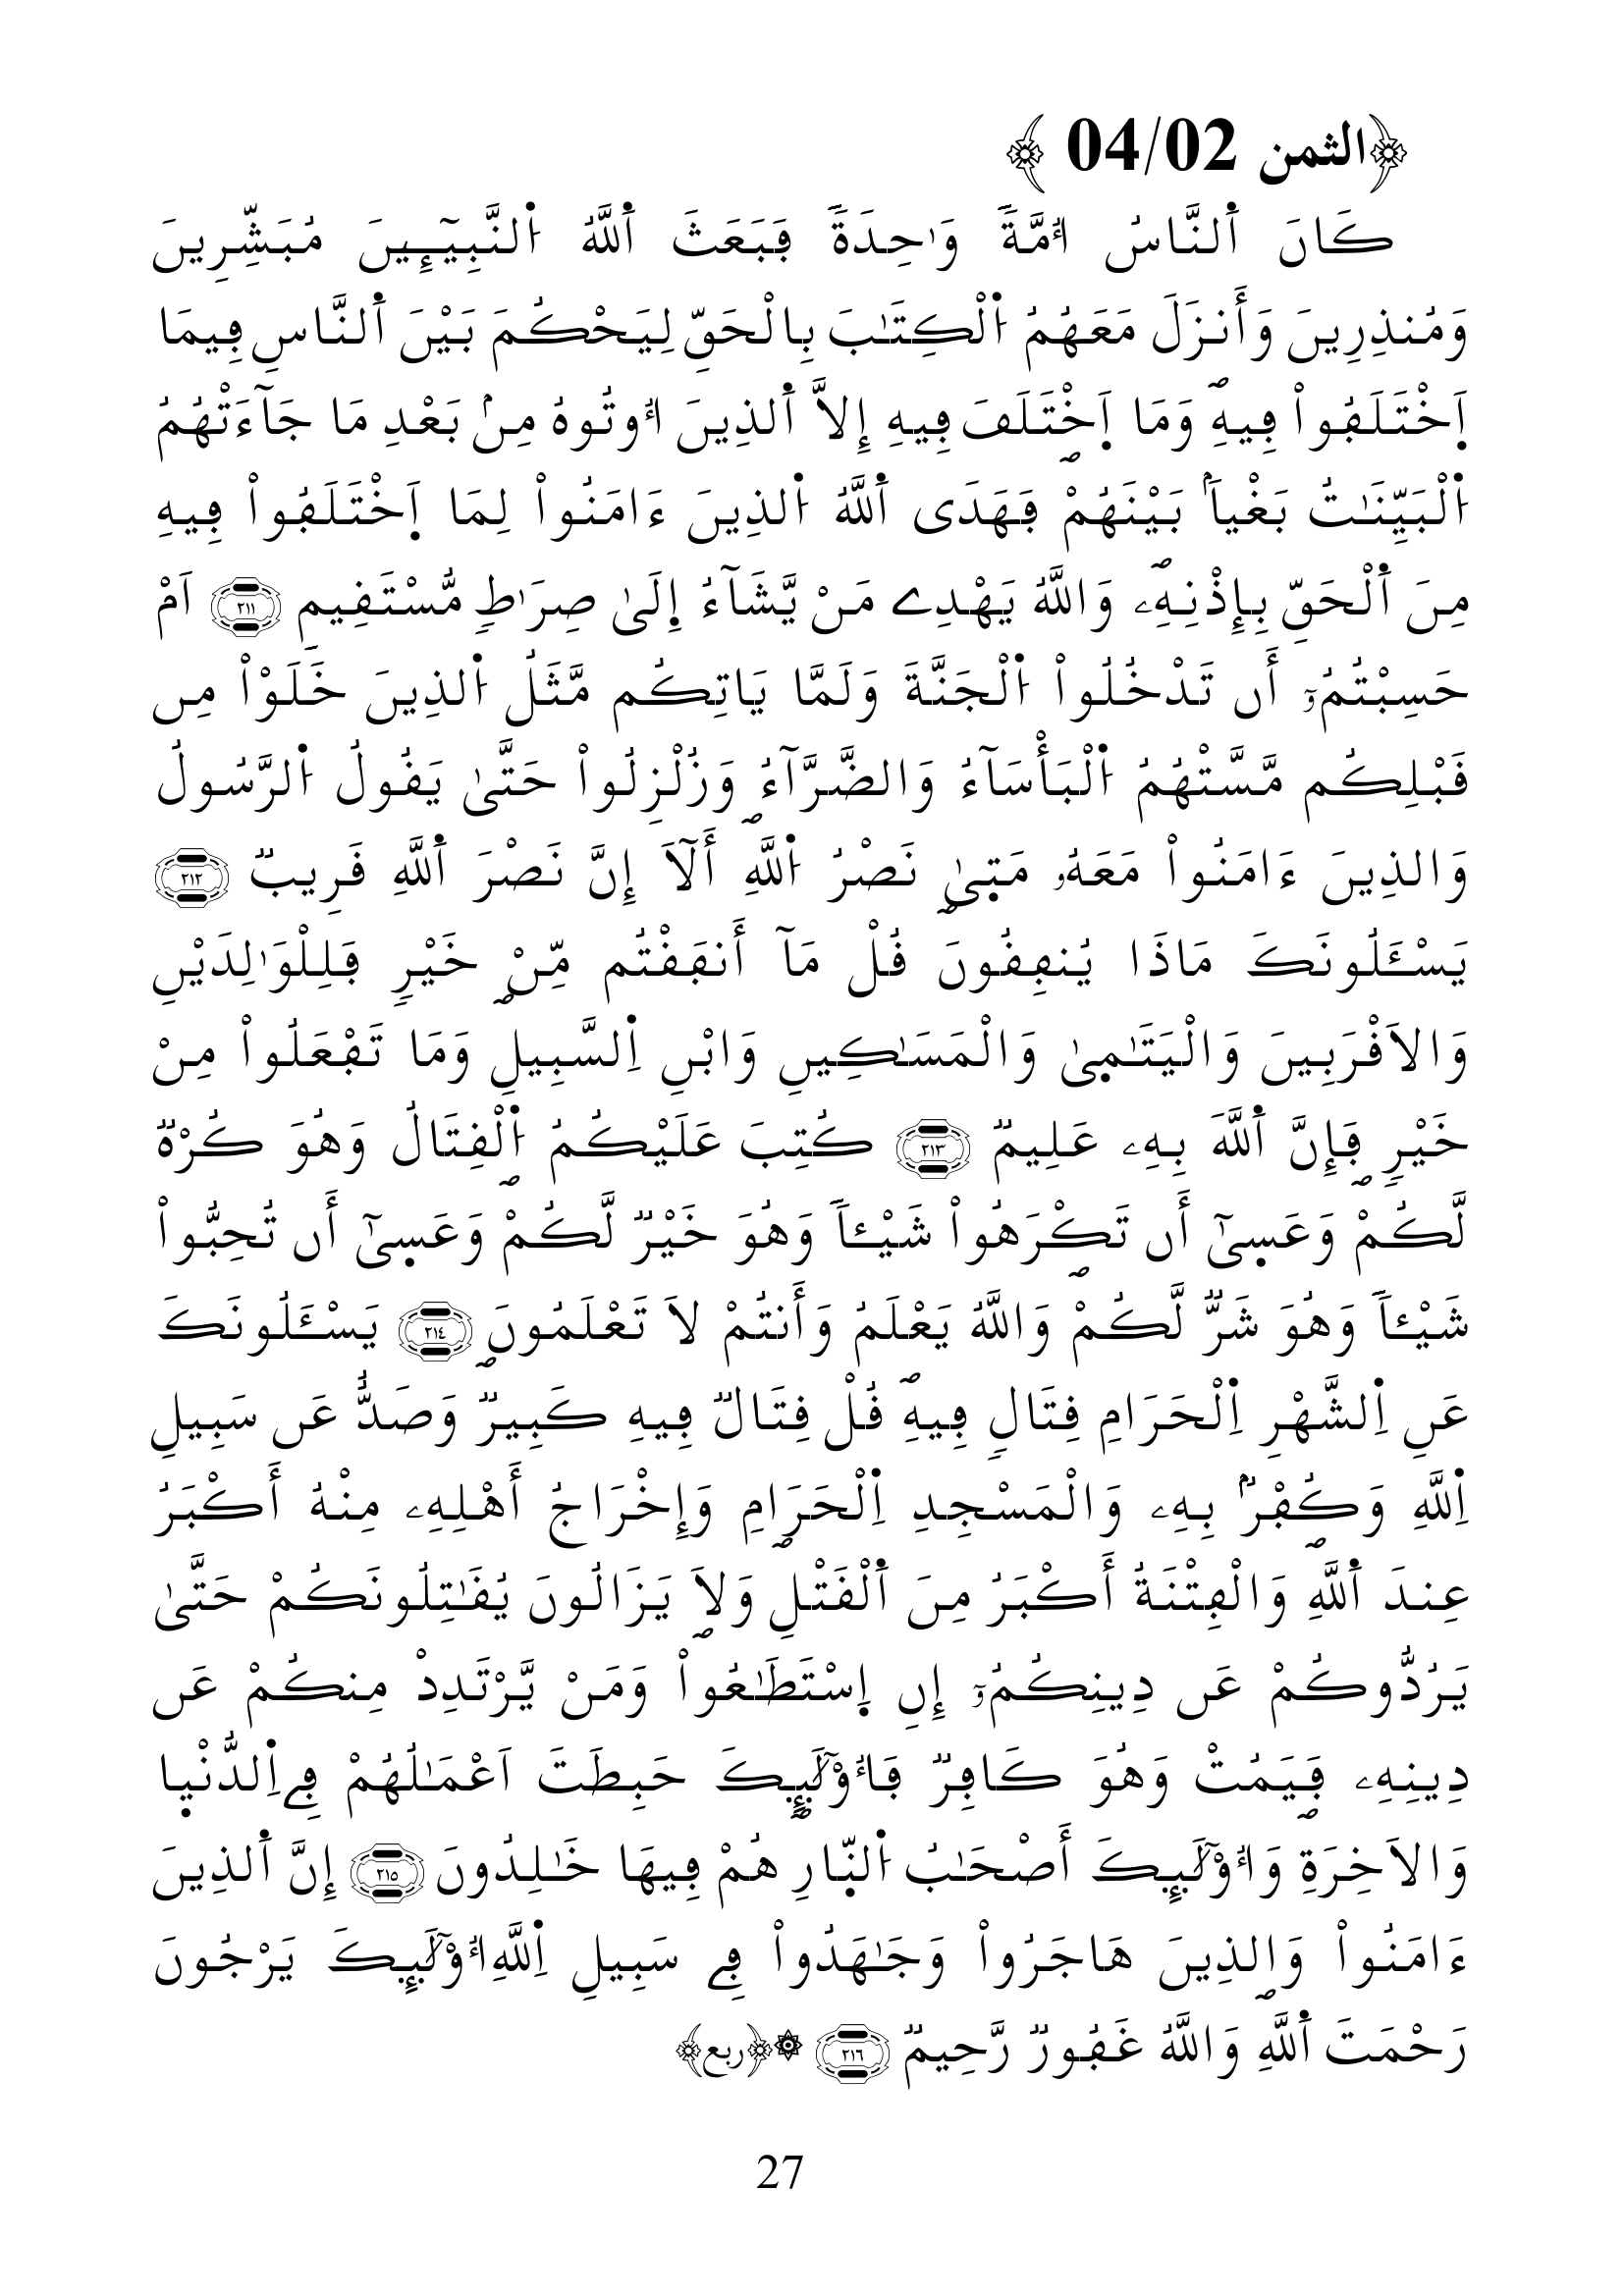 ﴿الثمن 04/02 ﴾
كَانَ اَ۬لنَّاسُ أُمَّةٗ وَٰحِدَةٗ فَبَعَثَ اَ۬للَّهُ اُ۬لنَّبِيٓـِٕينَ مُبَشِّرِينَ
وَمُنذِرِينَ وَأَنزَلَ مَعَهُمُ اُ۬لْكِتَٰبَ بِالْحَقِّ لِيَحْكُمَ بَيْنَ اَ۬لنَّاسِ فِيمَا
اَ۪خْتَلَفُواْ فِيهِۖ وَمَا اَ۪خْتَلَفَ فِيهِ إِلاَّ اَ۬لذِينَ أُوتُوهُ مِنۢ بَعْدِ مَا جَآءَتْهُمُ
اُ۬لْبَيِّنَٰتُ بَغْياَۢ بَيْنَهُمْ فَهَدَى اَ۬للَّهُ اُ۬لذِينَ ءَامَنُواْ لِمَا اَ۪خْتَلَفُواْ فِيهِ
مِنَ اَ۬لْحَقِّ بِإِذْنِهِۦۖ وَاللَّهُ يَهْدِے مَنْ يَّشَآءُ اِ۪لَىٰ صِرَٰطٖ مُّسْتَقِيمٍ ٢١١ اَمْ
حَسِبْتُمُۥٓ أَن تَدْخُلُواْ اُ۬لْجَنَّةَ وَلَمَّا يَاتِكُم مَّثَلُ اُ۬لذِينَ خَلَوْاْ مِن
قَبْلِكُم مَّسَّتْهُمُ اُ۬لْبَأْسَآءُ وَالضَّرَّآءُۖ وَزُلْزِلُواْ حَتَّىٰ يَقُولُ اُ۬لرَّسُولُ
وَالذِينَ ءَامَنُواْ مَعَهُۥ مَت۪ىٰۖ نَصْرُ اُ۬للَّهِ أَلَآ إِنَّ نَصْرَ اَ۬للَّهِ قَرِيبٞ ٢١٢
يَسْـَٔلُونَكَ مَاذَا يُنفِقُونَ قُلْ مَآ أَنفَقْتُم مِّنْۖ خَيْرٖ فَلِلْوَٰلِدَيْنِ
وَالاَقْرَبِينَ وَالْيَتَٰم۪ىٰ وَالْمَسَٰكِينِ وَابْنِ اِ۬لسَّبِيلِ وَمَا تَفْعَلُواْ مِنْ
خَيْرٖۖ فَإِنَّ اَ۬للَّهَ بِهِۦ عَلِيمٞ ٢١٣ كُتِبَ عَلَيْكُمُ اُ۬لْقِتَالُۖ وَهُوَ كُرْهٞ
لَّكُمْ وَعَس۪ىٰٓ أَن تَكْرَهُواْۖ شَيْـٔاٗ وَهُوَ خَيْرٞ لَّكُمْ وَعَس۪ىٰٓ أَن تُحِبُّواْ
شَيْـٔاٗ وَهُوَ شَرّٞ لَّكُمْ وَاللَّهُ يَعْلَمُ وَأَنتُمْ لاَ تَعْلَمُونَۖ ٢١٤ يَسْـَٔلُونَكَ
عَنِ اِ۬لشَّهْرِ اِ۬لْحَرَامِ قِتَالٖ فِيهِۖ قُلْ قِتَالٞ فِيهِ كَبِيرٞ وَصَدٌّ عَن سَبِيلِ
اِ۬للَّهِ وَكُفْرُۢۖ بِهِۦ وَالْمَسْجِدِ اِ۬لْحَرَامِۖ وَإِخْرَاجُ أَهْلِهِۦ مِنْهُ أَكْبَرُ
عِندَ اَ۬للَّهِ وَالْفِتْنَةُ أَكْبَرُ مِنَ اَ۬لْقَتْلِ وَلاَۖ يَزَالُونَ يُقَٰتِلُونَكُمْ حَتَّىٰ
يَرُدُّوكُمْ عَن دِينِكُمُۥٓ إِنِ اِ۪سْتَطَٰعُواْ وَمَنْ يَّرْتَدِدْ مِنكُمْ عَن
دِينِهِۦ فَيَمُتْۖ وَهُوَ كَافِرٞ فَأُوْلَٰٓئِكَۖ حَبِطَتَ اَعْمَٰلُهُمْ فِے اِ۬لدُّنْي۪ا
وَالاَخِرَةِ وَأُوْلَٰٓئِكَ أَصْحَٰبُ اُ۬لنّ۪ارِ هُمْ فِيهَا خَٰلِدُونَ ٢١٥ إِنَّ اَ۬لذِينَ
ءَامَنُواْ وَالذِينَۖ هَاجَرُواْ وَجَٰهَدُواْ فِے سَبِيلِ اِ۬للَّهِ أُوْلَٰٓئِكَ يَرْجُونَ
رَحْمَتَ اَ۬للَّهِ وَاللَّهُ غَفُورٞ رَّحِيمٞ ٢١٦ ۞﴿ربع﴾
27